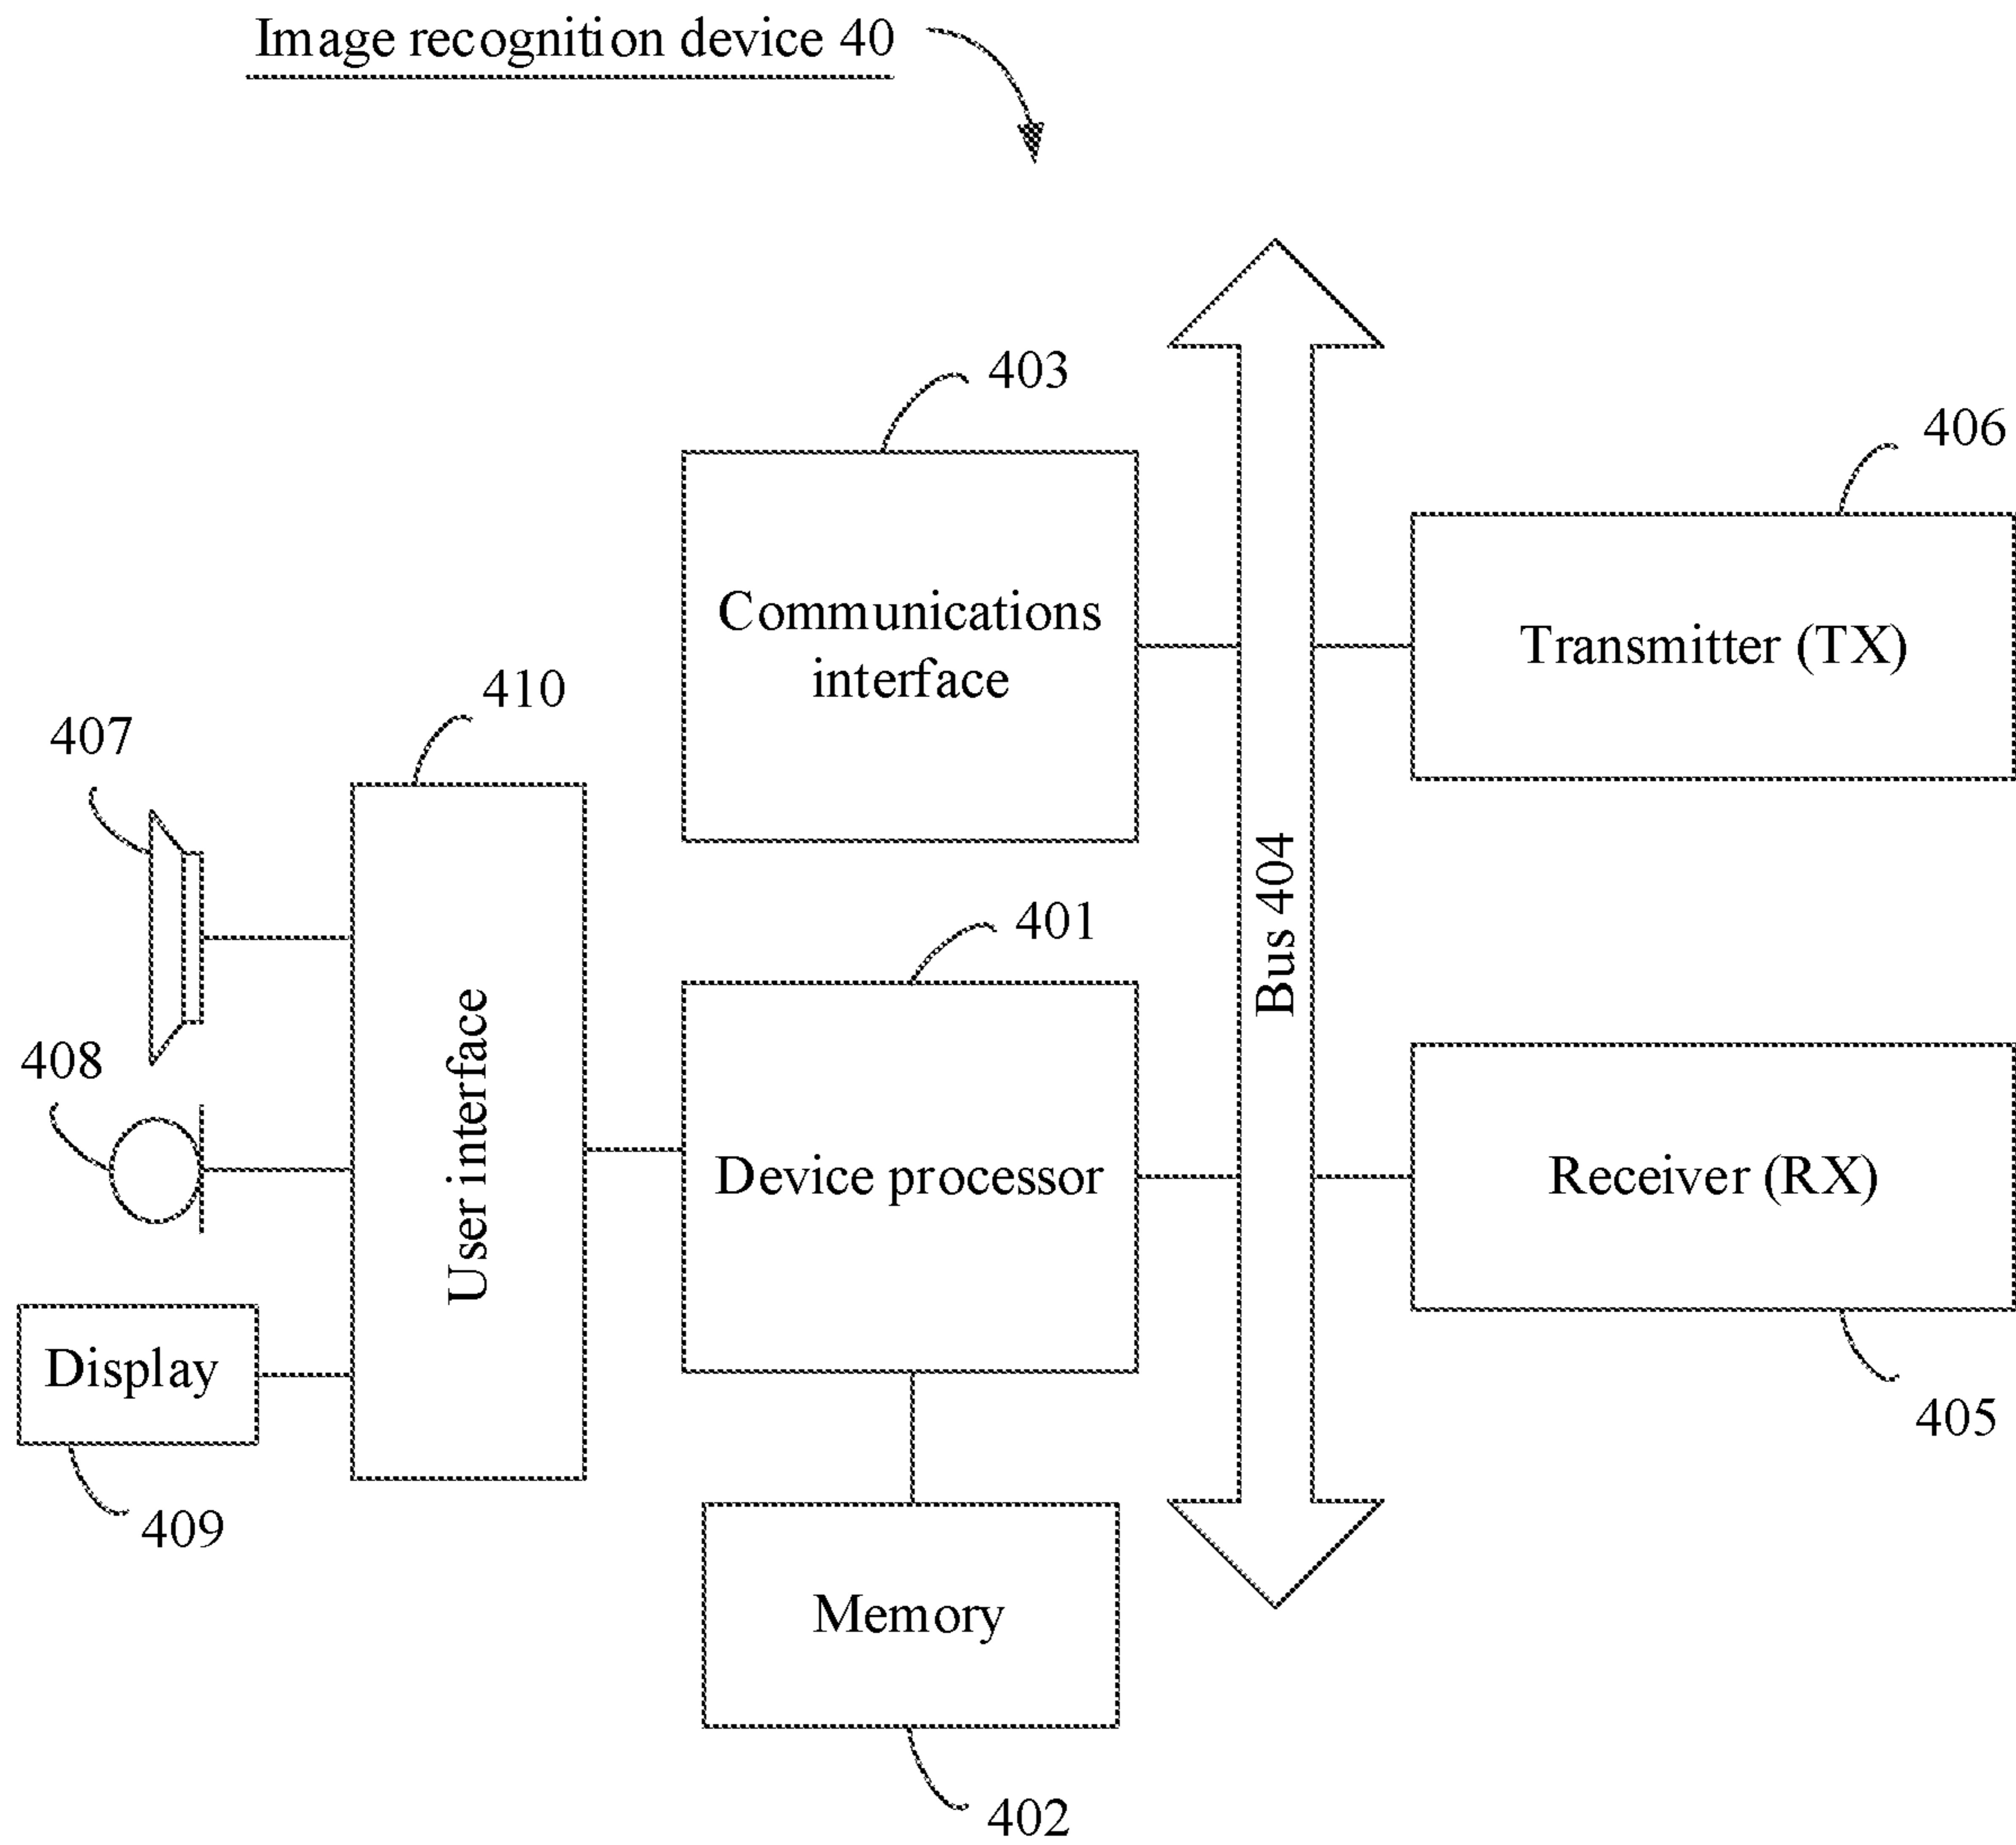 Image recognition device 40
403
406
Communications
interface
Transmitter (TX)
410
407
User interface
Bus 404
401
408
Device processor
Receiver (RX)
Display
405
409
Memory
402